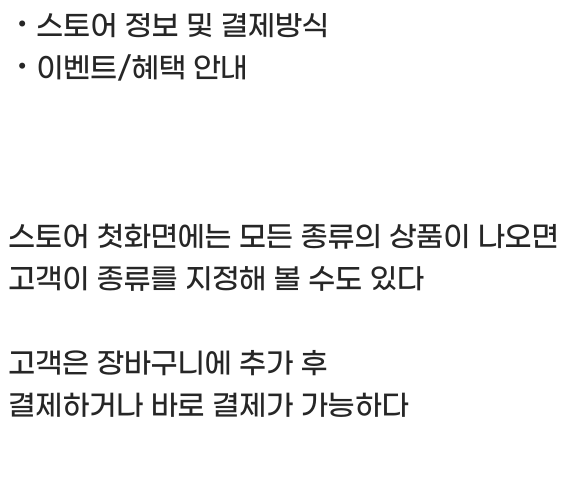 • 스토어 정보 및 결제방식
• 이벤트/혜택 안내
스토어 첫화면에는 모든 종류의 상품이 나오면
고객이 종류를 지정해 볼 수도 있다
고객은 장바구니에 추가 후
결제하거나 바로 결제가 가능하다